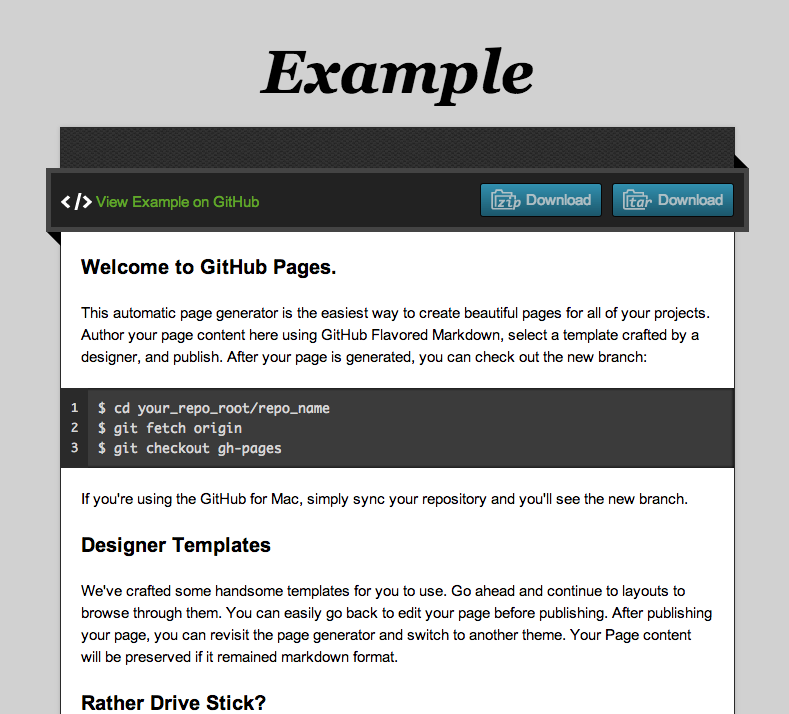 Example
</> View Example on GitHub
zip Download
tar Download
Welcome to GitHub Pages.
This automatic page generator is the easiest way to create beautiful pages for all of your projects.
Author your page content here using GitHub Flavored Markdown, select a template crafted by a
designer, and publish. After your page is generated, you can check out the new branch:
1 $ cd your_repo_root/repo_name
2 $ git fetch origin
3 $ git checkout gh-pages
If you're using the GitHub for Mac, simply sync your repository and you'll see the new branch.
Designer Templates
We've crafted some handsome templates for you to use. Go ahead and continue to layouts to
browse through them. You can easily go back to edit your page before publishing. After publishing
your page, you can revisit the page generator and switch to another theme. Your Page content
will be preserved if it remained markdown format.
Rather Drive Stick?